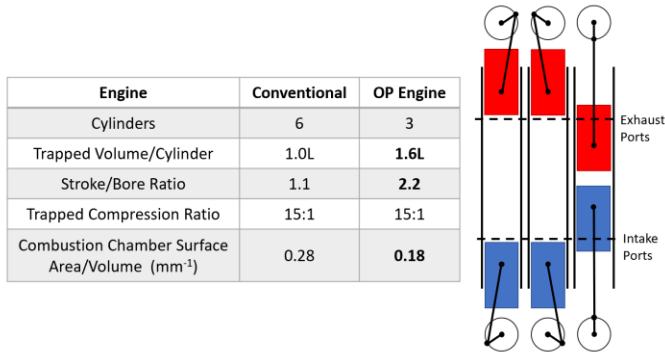 Engine Conventional OP Engine
Cylinders 6 3
Trapped Volume/Cylinder 1.0L 1.6L
Stroke/Bore Ratio 1.1 2.2
Trapped Compression Ratio 15:1 15:1
Combustion Chamber Surface
Area/Volume (mm-1) 0.28 0.18
Exhaust
Ports
Intake
Ports